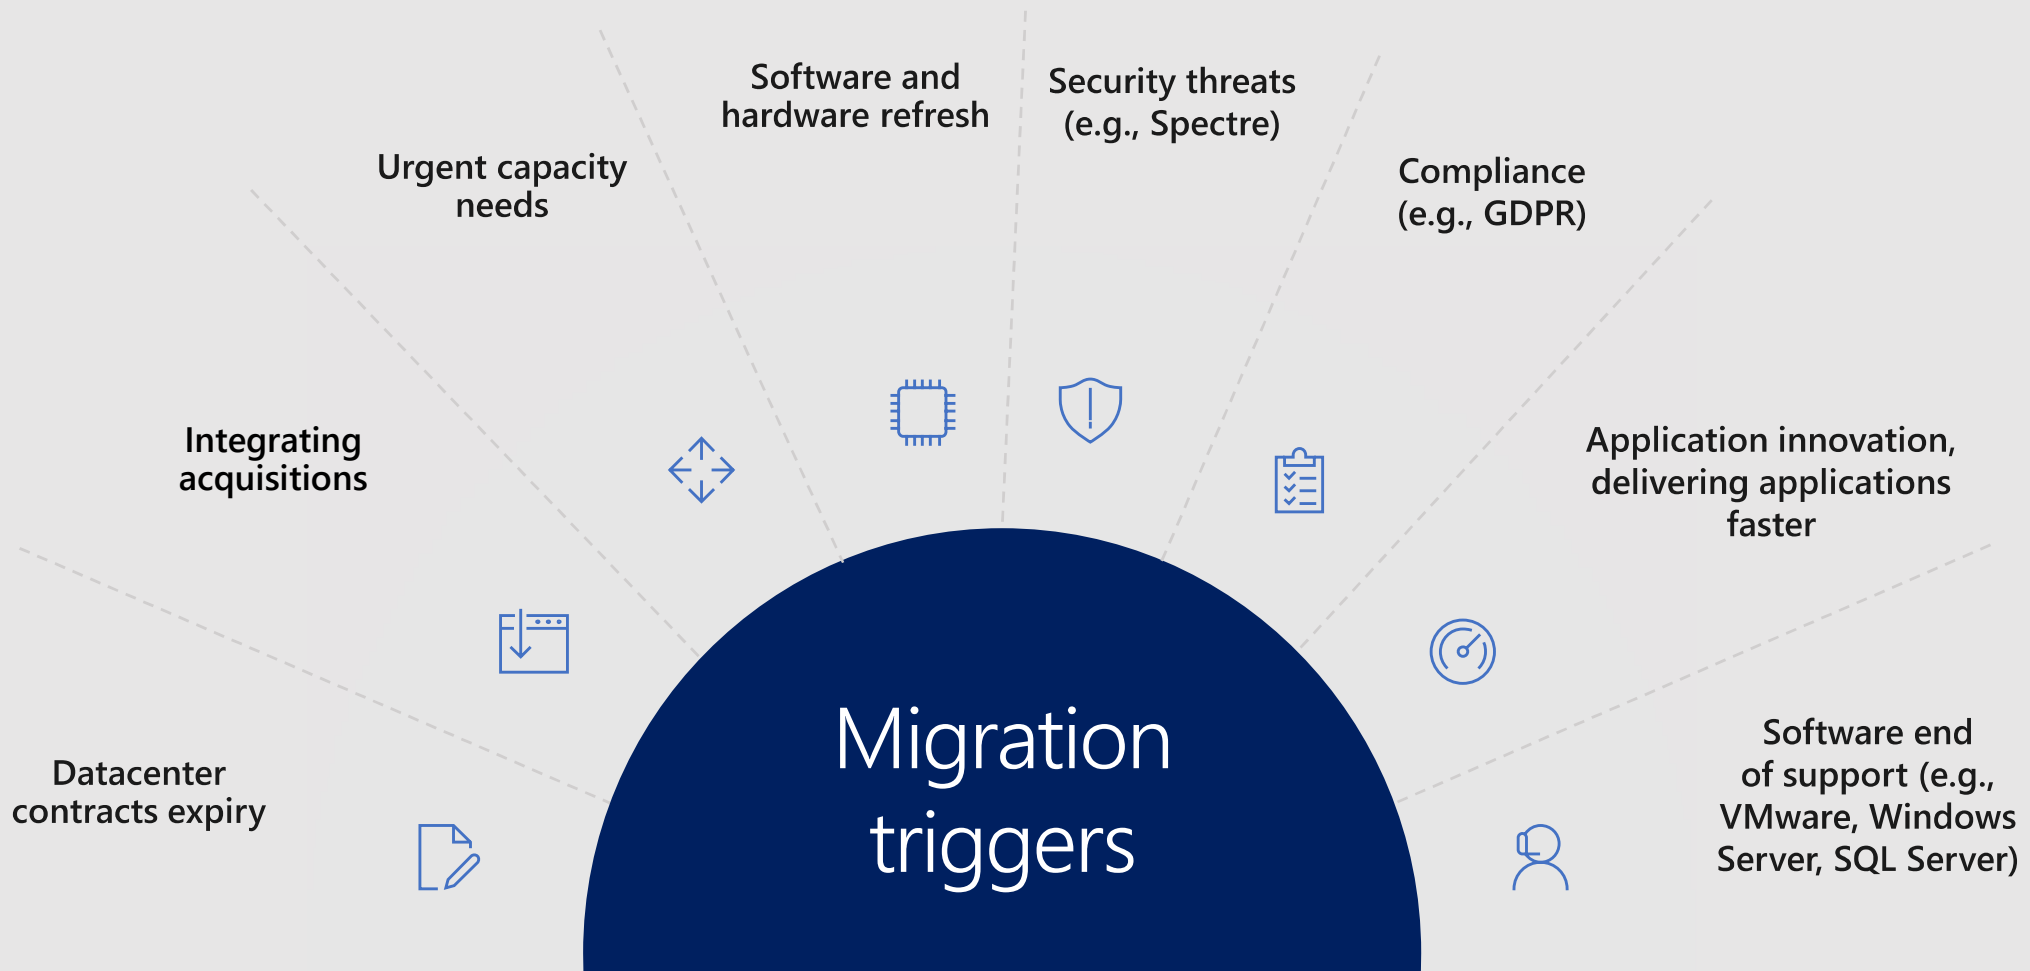 Datacenter
contracts expiry
Integrating
acquisitions
Urgent capacity
needs
Software and
hardware refresh
Security threats
(e.g., Spectre)
Compliance
(e.g., GDPR)
Application innovation,
delivering applications
faster
Software end
of support (e.g.,
VMware, Windows
Server, SQL Server)
Migration
triggers